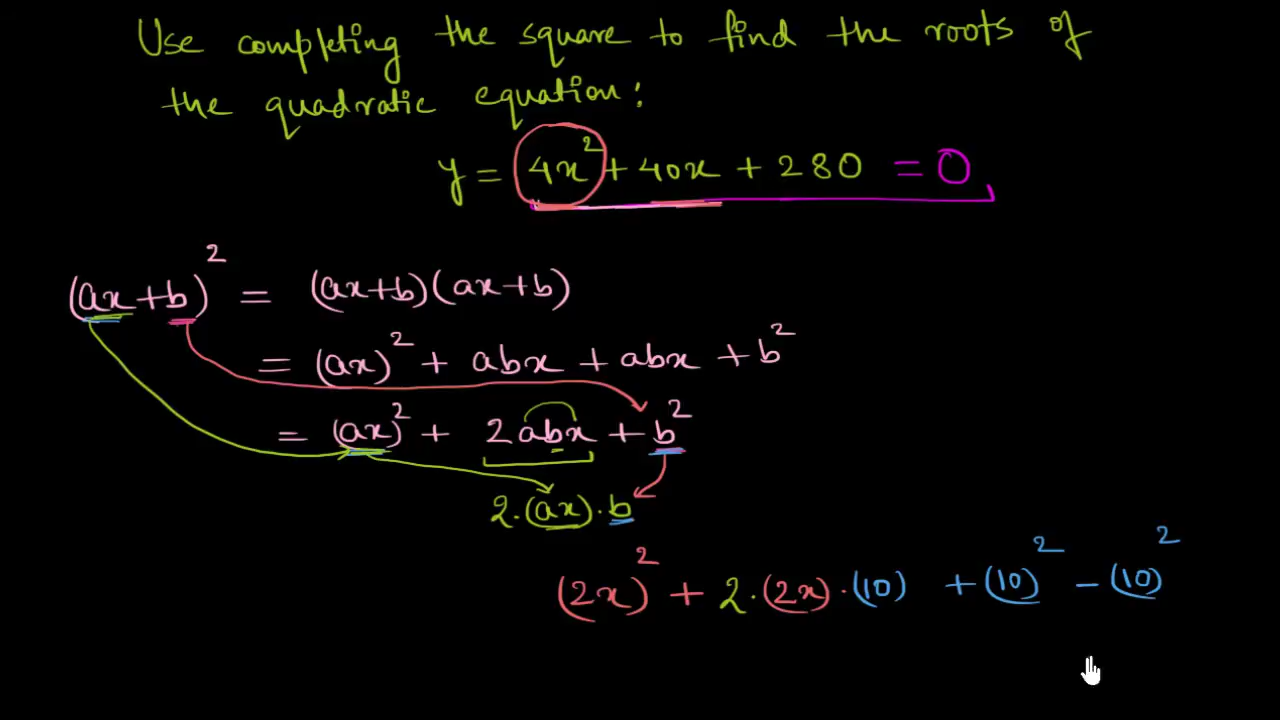 Use completing the square to find the roots of
the quadratic equation:
y = 4x² + 40x + 280 = 0
(ax+b)² = (ax+b)(ax+b)
= (ax)² + abx + abx + b²
= (ax)² + 2abx + b²
2·(ax)·b
(2x)² + 2·(2x)·(10) + (10)² - (10)²